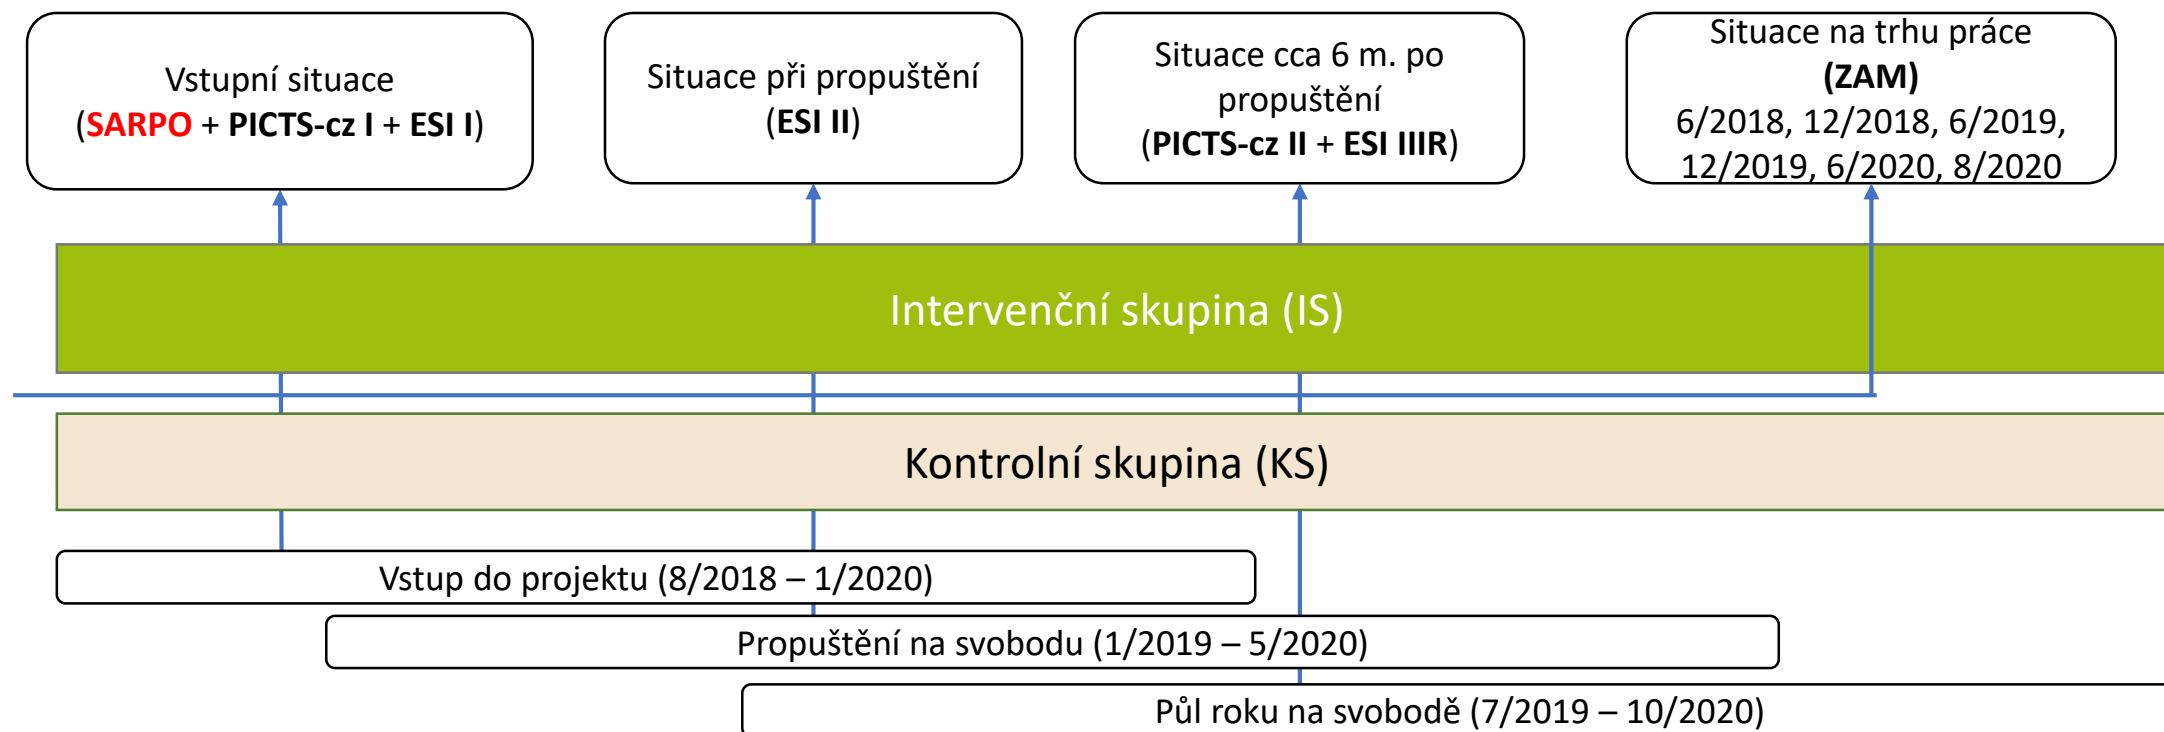 Vstupní situace
(SARPO + PICTS-cz I + ESI I)
Situace při propuštění
(ESI II)
Situace cca 6 m. po
propuštění
(PICTS-cz II + ESI IIIR)
Situace na trhu práce
(ZAM)
6/2018, 12/2018, 6/2019,
12/2019, 6/2020, 8/2020
Intervenční skupina (IS)
Kontrolní skupina (KS)
Vstup do projektu (8/2018 – 1/2020)
Propuštění na svobodu (1/2019 – 5/2020)
Půl roku na svobodě (7/2019 – 10/2020)